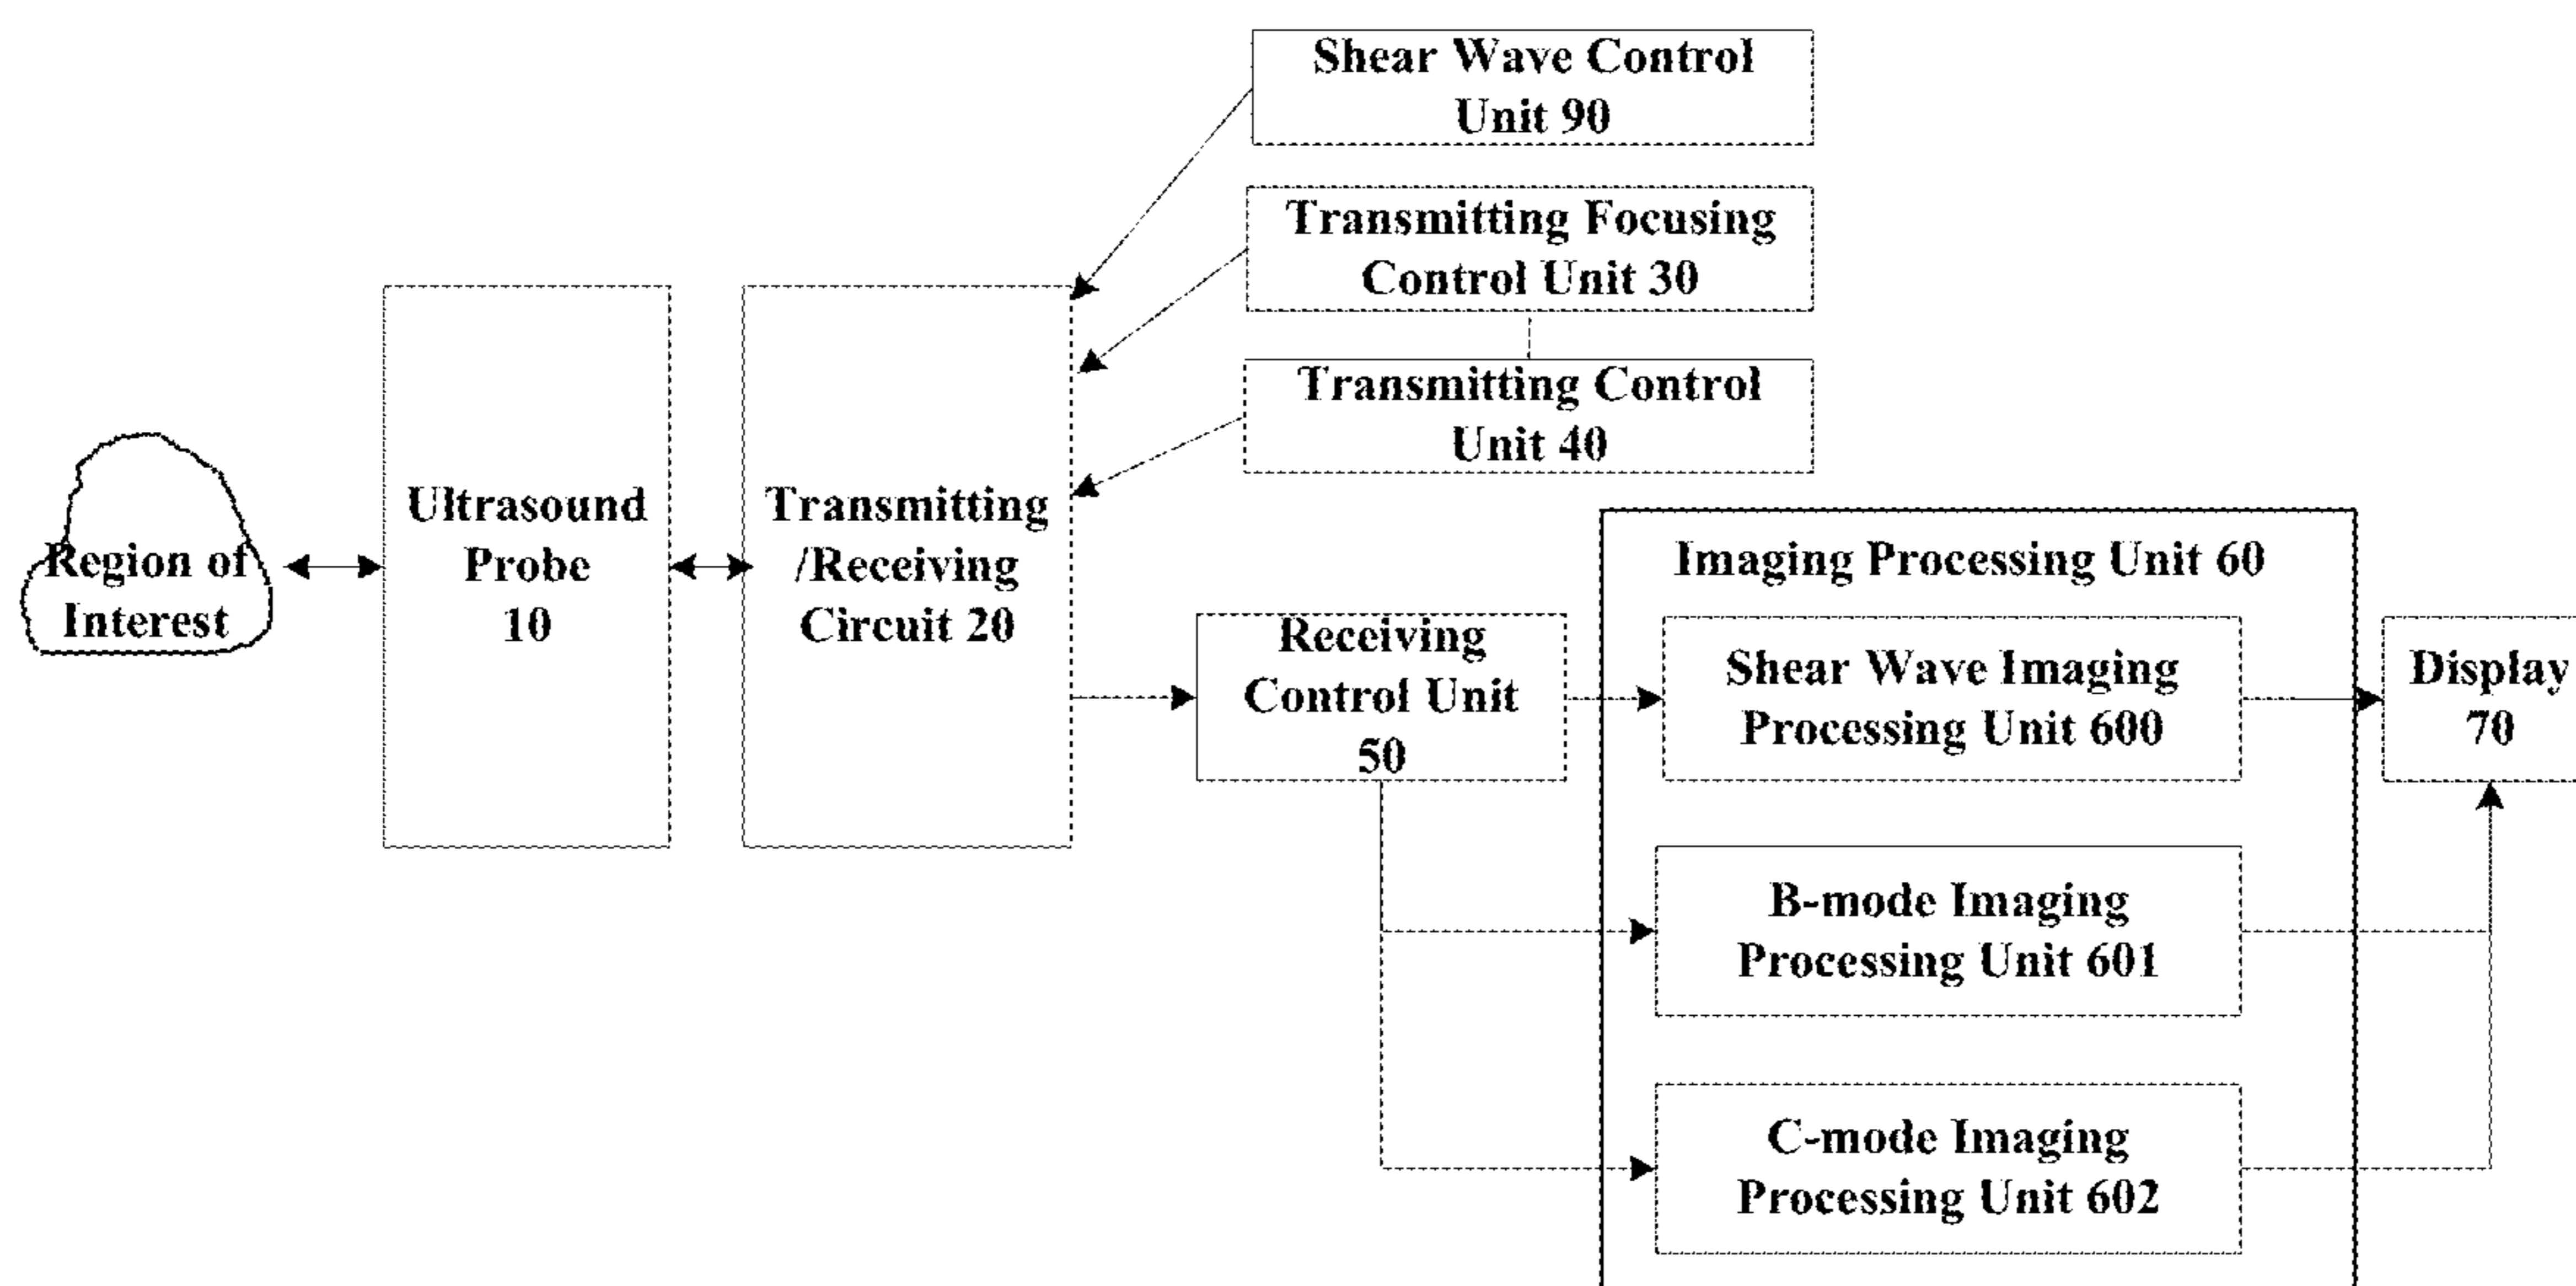 Shear Wave Control
Unit 90
Transmitting Focusing
Control Unit 30
Transmitting Control
Unit 40
Region of
Interest
Ultrasound
Probe
10
Transmitting
/Receiving
Circuit 20
Receiving
Control Unit
50
Imaging Processing Unit 60
Shear Wave Imaging
Processing Unit 600
B-mode Imaging
Processing Unit 601
C-mode Imaging
Processing Unit 602
Display
70